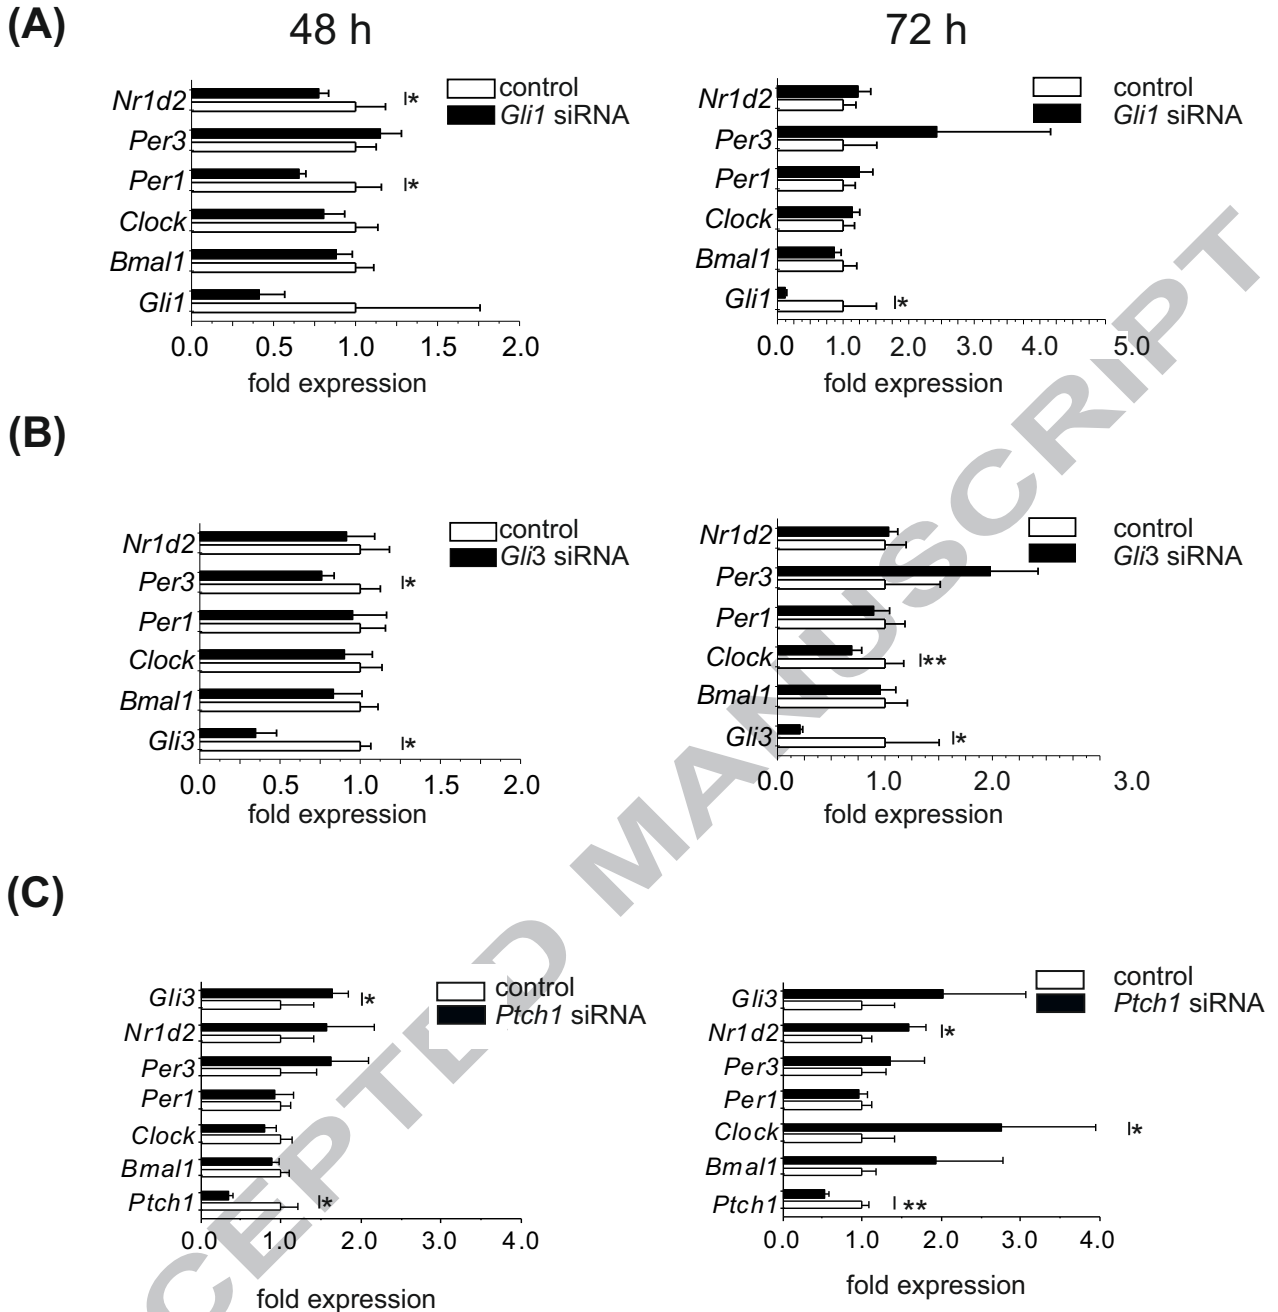 (A)
48 h
72 h
Nr1d2
Per3
Per1
Clock
Bmal1
Gli1
control
Gli1 siRNA
*
*
0.0 0.5 1.0 1.5 2.0
fold expression
Nr1d2
Per3
Per1
Clock
Bmal1
Gli1
control
Gli1 siRNA
*
0.0 1.0 2.0 3.0 4.0 5.0
fold expression
(B)
Nr1d2
Per3
Per1
Clock
Bmal1
Gli3
control
Gli3 siRNA
*
*
0.0 0.5 1.0 1.5 2.0
fold expression
Nr1d2
Per3
Per1
Clock
Bmal1
Gli3
control
Gli3 siRNA
**
*
0.0 1.0 2.0 3.0
fold expression
(C)
Gli3
Nr1d2
Per3
Per1
Clock
Bmal1
Ptch1
control
Ptch1 siRNA
*
*
0.0 1.0 2.0 3.0 4.0
fold expression
Gli3
Nr1d2
Per3
Per1
Clock
Bmal1
Ptch1
control
Ptch1 siRNA
*
*
**
0.0 1.0 2.0 3.0 4.0
fold expression
CEPTED MANUSCRIPT